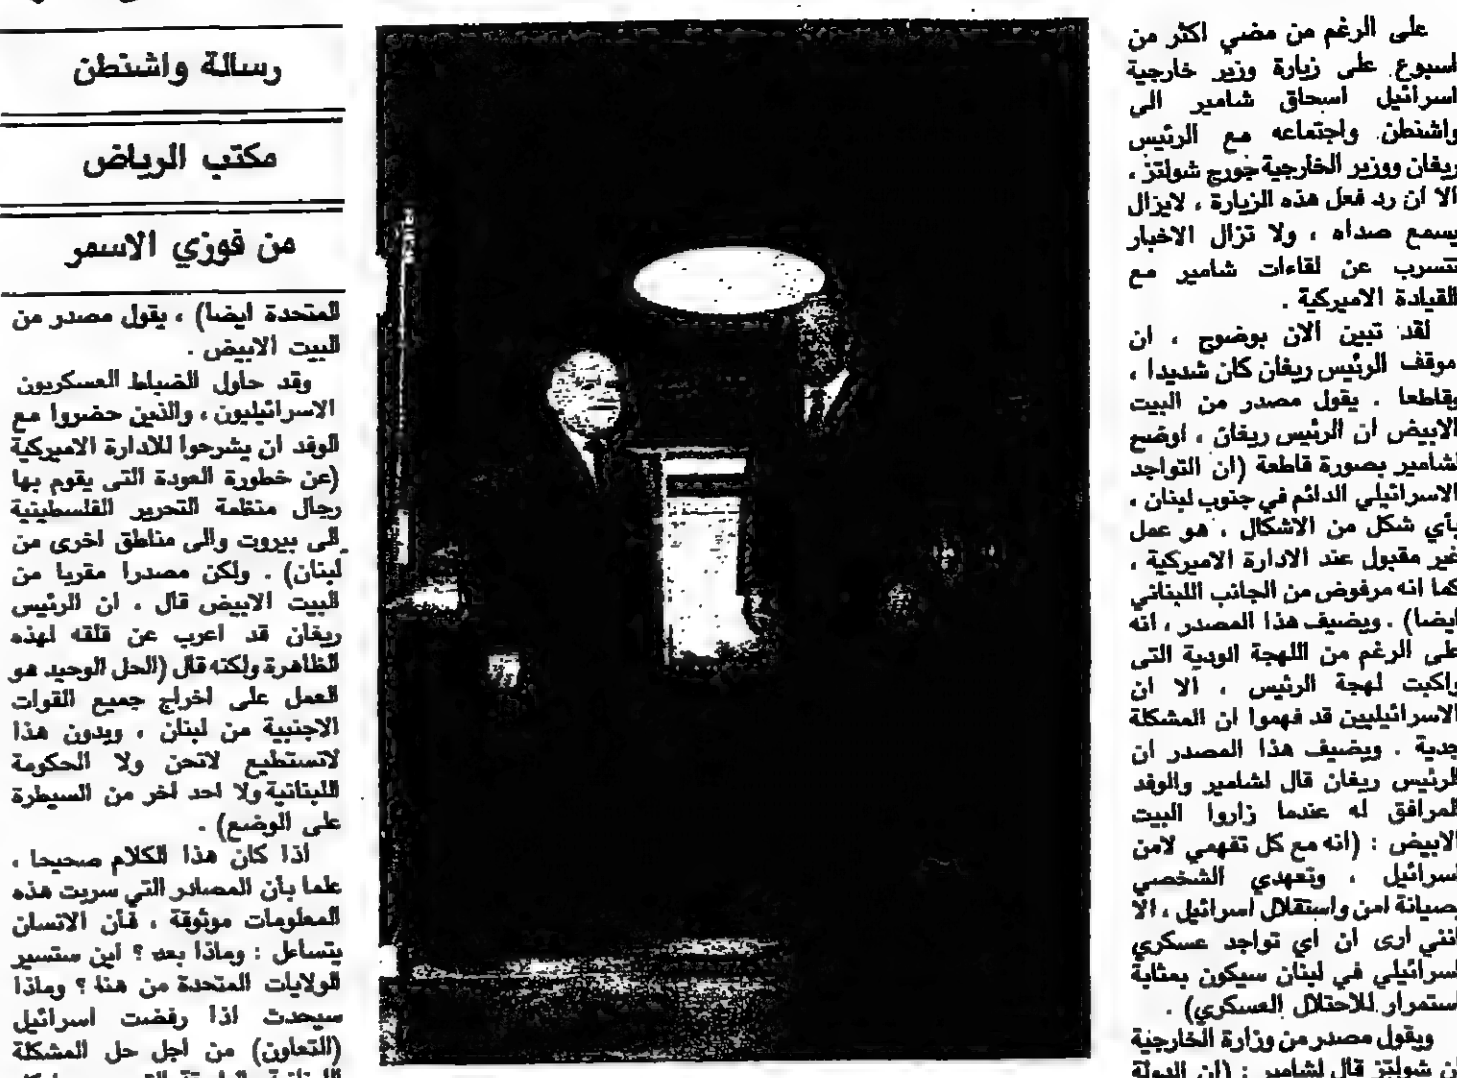 على الرغم من مضي اكثر من
اسبوع على زيارة وزير خارجية
اسرائيل اسحاق شامير الى
واشنطن واجتماعه مع الرئيس
ريغان ووزير الخارجية جورج شولتز ،
الا ان رد فعل هذه الزيارة ، لايزال
يسمع صداه ، ولا تزال الاخبار
تتسرب عن لقاءات شامير مع
القيادة الاميركية .
لقد تبين الان بوضوح ، ان
موقف الرئيس ريغان كان شديدا ،
وقاطعا . يقول مصدر من البيت
الابيض ان الرئيس ريغان ، اوضح
لشامير بصورة قاطعة (ان التواجد
الاسرائيلي الدائم في جنوب لبنان ،
بأي شكل من الاشكال ، هو عمل
غير مقبول عند الادارة الاميركية ،
كما انه مرفوض من الجانب اللبناني
ايضا) . ويضيف هذا المصدر ، انه
على الرغم من اللهجة الودية التى
واكبت لهجة الرئيس ، الا ان
الاسرائيليين قد فهموا ان المشكلة
جدية . ويضيف هذا المصدر ان
الرئيس ريغان قال لشامير والوفد
المرافق له عندما زاروا البيت
الابيض : (انه مع كل تفهمي لامن
اسرائيل ، وتعهدي الشخصي
بصيانة امن واستقلال اسرائيل ، الا
انني ارى ان اي تواجد عسكري
اسرائيلي في لبنان سيكون بمثابة
استمرار للاحتلال العسكري) .
ويقول مصدر من وزارة الخارجية
ان شولتز قال لشامير : (ان الدولة
رسالة واشنطن
مكتب الرياض
من فوزي الاسمر
المتحدة ايضا) ، يقول مصدر من
البيت الابيض .
وقد حاول الضباط العسكريون
الاسرائيليون ، والذين حضروا مع
الوفد ان يشرحوا للادارة الاميركية
(عن خطورة العودة التى يقوم بها
رجال منظمة التحرير الفلسطينية
الى بيروت والى مناطق اخرى من
لبنان) . ولكن مصدرا مقربا من
البيت الابيض قال ، ان الرئيس
ريغان قد اعرب عن قلقه لهذه
الظاهرة ولكنه قال (الحل الوحيد هو
العمل على اخراج جميع القوات
الاجنبية من لبنان ، وبدون هذا
لاتستطيع لانحن ولا الحكومة
اللبنانية ولا احد اخر من السيطرة
على الوضع) .
اذا كان هذا الكلام صحيحا ،
علما بأن المصادر التي سربت هذه
المعلومات موثوقة ، فأن الانسان
يتساعل : وماذا بعد ؟ اين ستسير
الولايات المتحدة من هنا ؟ وماذا
سيحدث اذا رفضت اسرائيل
(التعاون) من اجل حل المشكلة